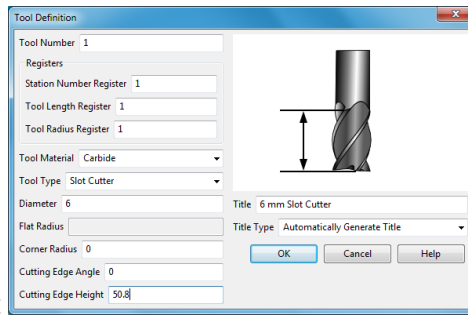 Tool Definition
Tool Number 1
Registers
Station Number Register 1
Tool Length Register 1
Tool Radius Register 1
Tool Material Carbide
Tool Type Slot Cutter
Diameter 6
Flat Radius
Corner Radius 0
Cutting Edge Angle 0
Cutting Edge Height 50.8
Title 6 mm Slot Cutter
Title Type Automatically Generate Title
OK Cancel Help